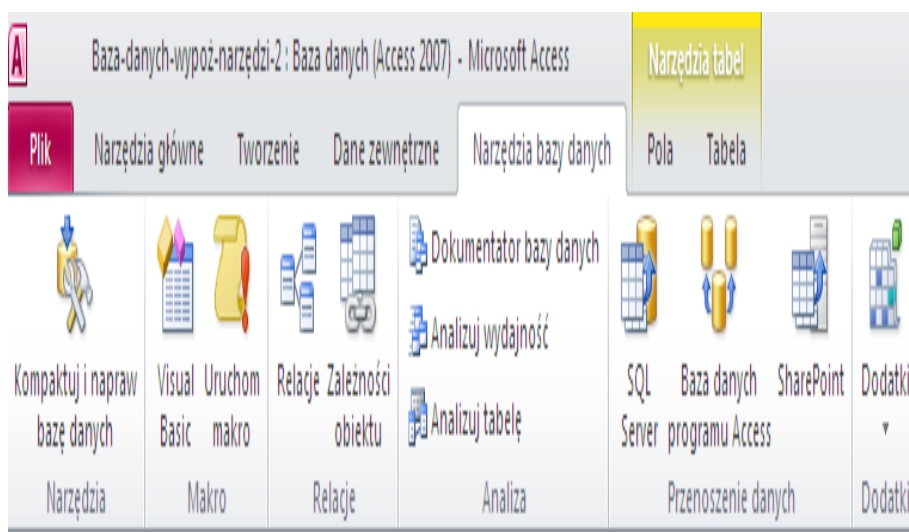 A
Baza-danych-wypoż-narzędzi-2 : Baza danych (Access 2007) - Microsoft Access
Narzędzia tabel
Plik Narzędzia główne Tworzenie Dane zewnętrzne Narzędzia bazy danych Pola Tabela
Kompaktuj i napraw
bazę danych
Narzędzia
Visual
Basic
Uruchom
makro
Makro
Relacje
Zależności
obiektu
Relacje
Dokumentator bazy danych
Analizuj wydajność
Analizuj tabelę
Analiza
SQL
Server
Baza danych
programu Access
SharePoint
Przenoszenie danych
Dodatki
Dodatki